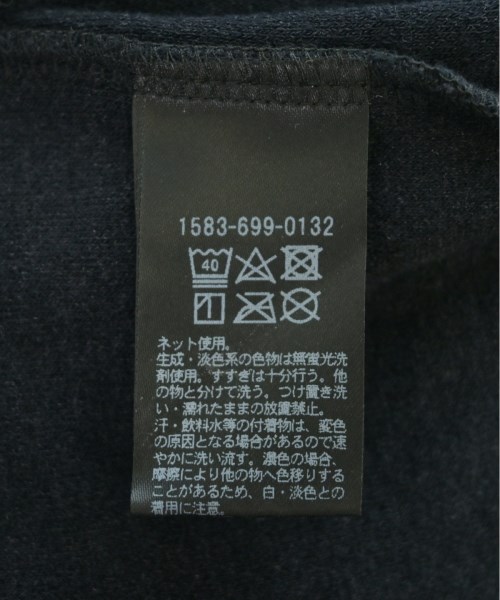 1583-699-0132
40
ネット使用。
生成・淡色系の色物は無蛍光洗
剤使用。すすぎは十分行う。他
の物と分けて洗う。つけ置き洗
い・濡れたままの放置禁止。
汗・飲料水等の付着物は、変色
の原因となる場合があるので速
やかに洗い流す。濃色の場合、
摩擦により他の物へ色移りする
ことがあるため、白・淡色との
着用に注意。